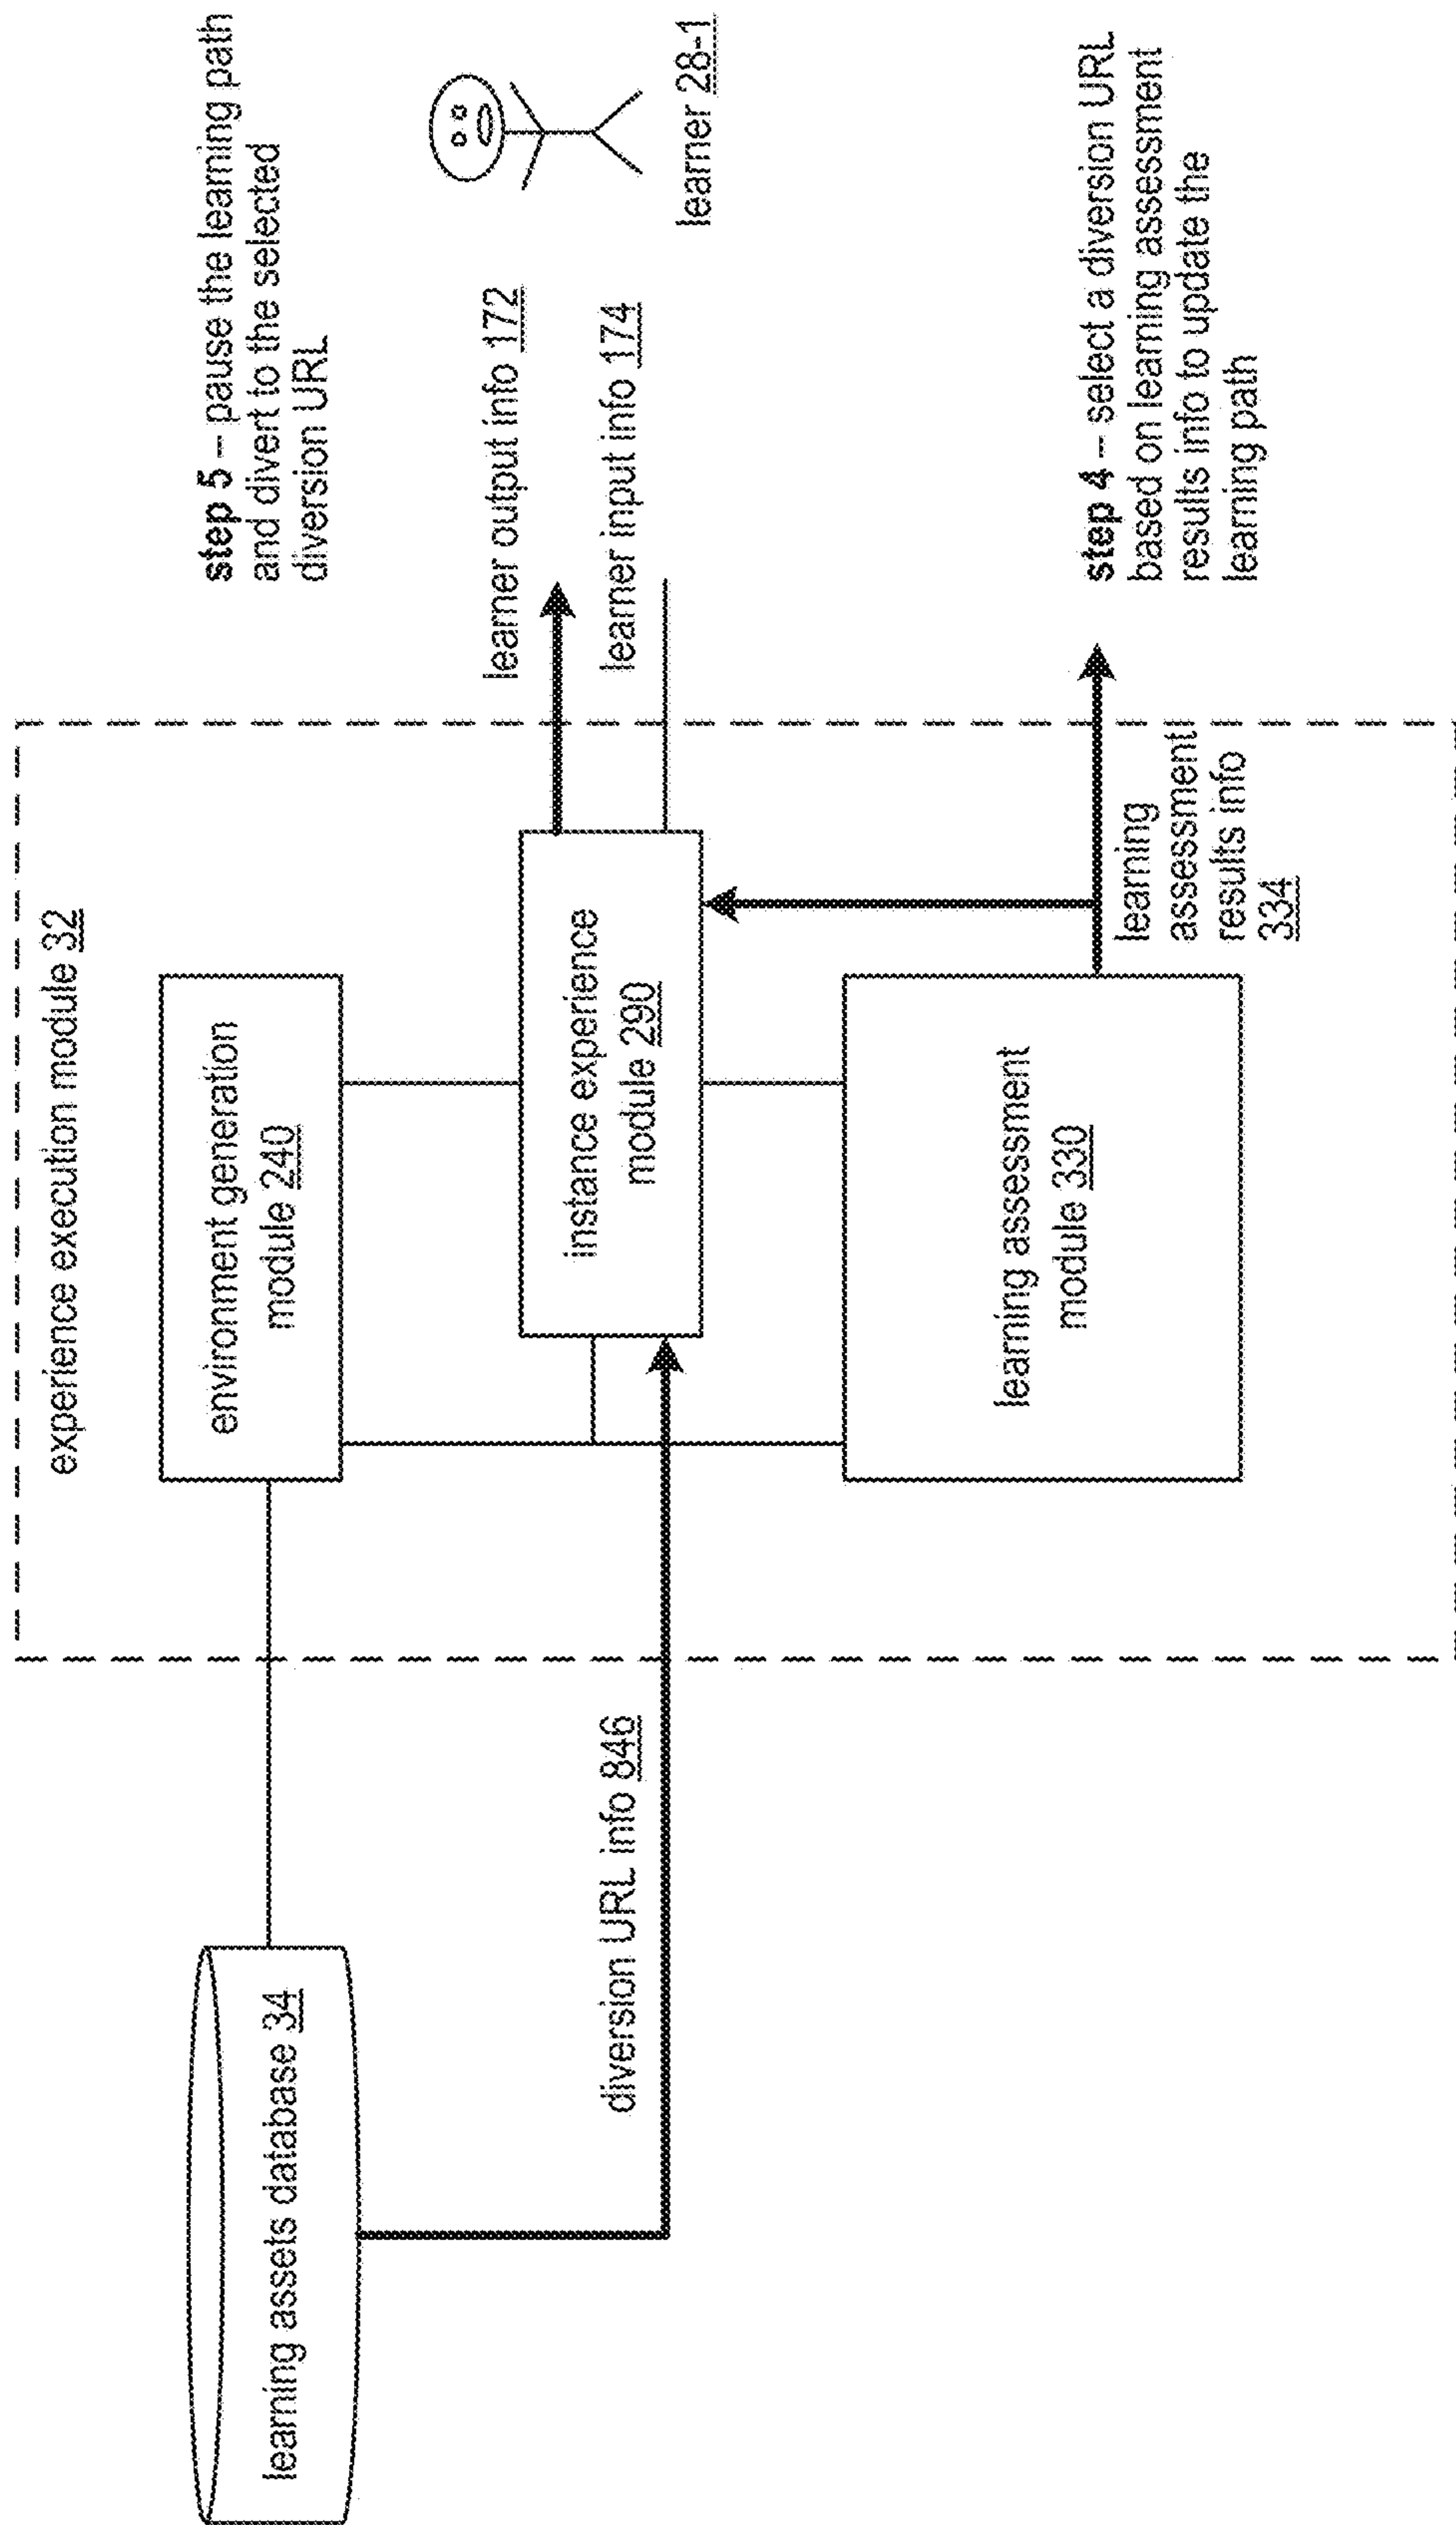 experience execution module 32
step 5 – pause the learning path
and divert to the selected
diversion URL
learning assets database 34
environment generation
module 240
learner output info 172
learner input info 174
learner 28-1
diversion URL info 846
instance experience
module 290
learning assessment
module 330
learning
assessment
results info
334
step 4 – select a diversion URL
based on learning assessment
results info to update the
learning path